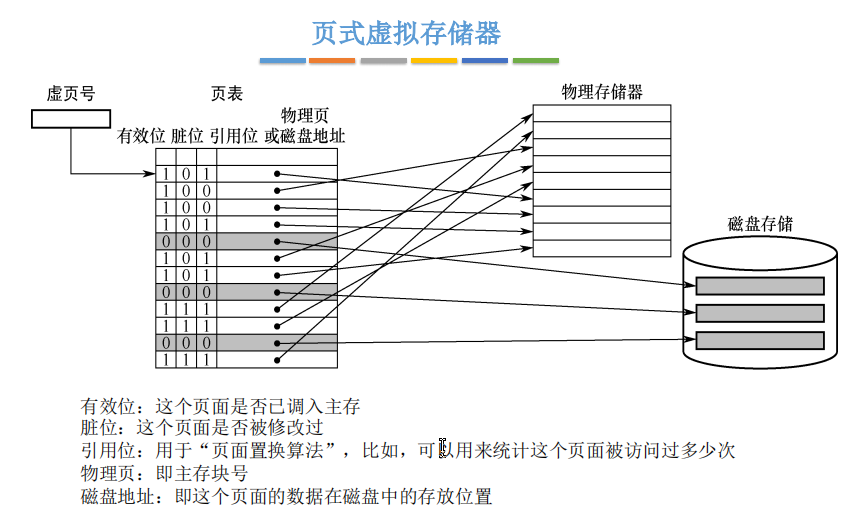 页式虚拟存储器
虚页号
页表
物理存储器
物理页
有效位 脏位 引用位 或磁盘地址
1 0 1
1 0 0
1 0 0
1 0 1
0 0 0
1 0 1
1 0 1
0 0 0
1 1 1
1 1 1
0 0 0
1 1 1
磁盘存储
有效位：这个页面是否已调入主存
脏位：这个页面是否被修改过
引用位：用于“页面置换算法”，比如，可以用来统计这个页面被访问过多少次
物理页：即主存块号
磁盘地址：即这个页面的数据在磁盘中的存放位置